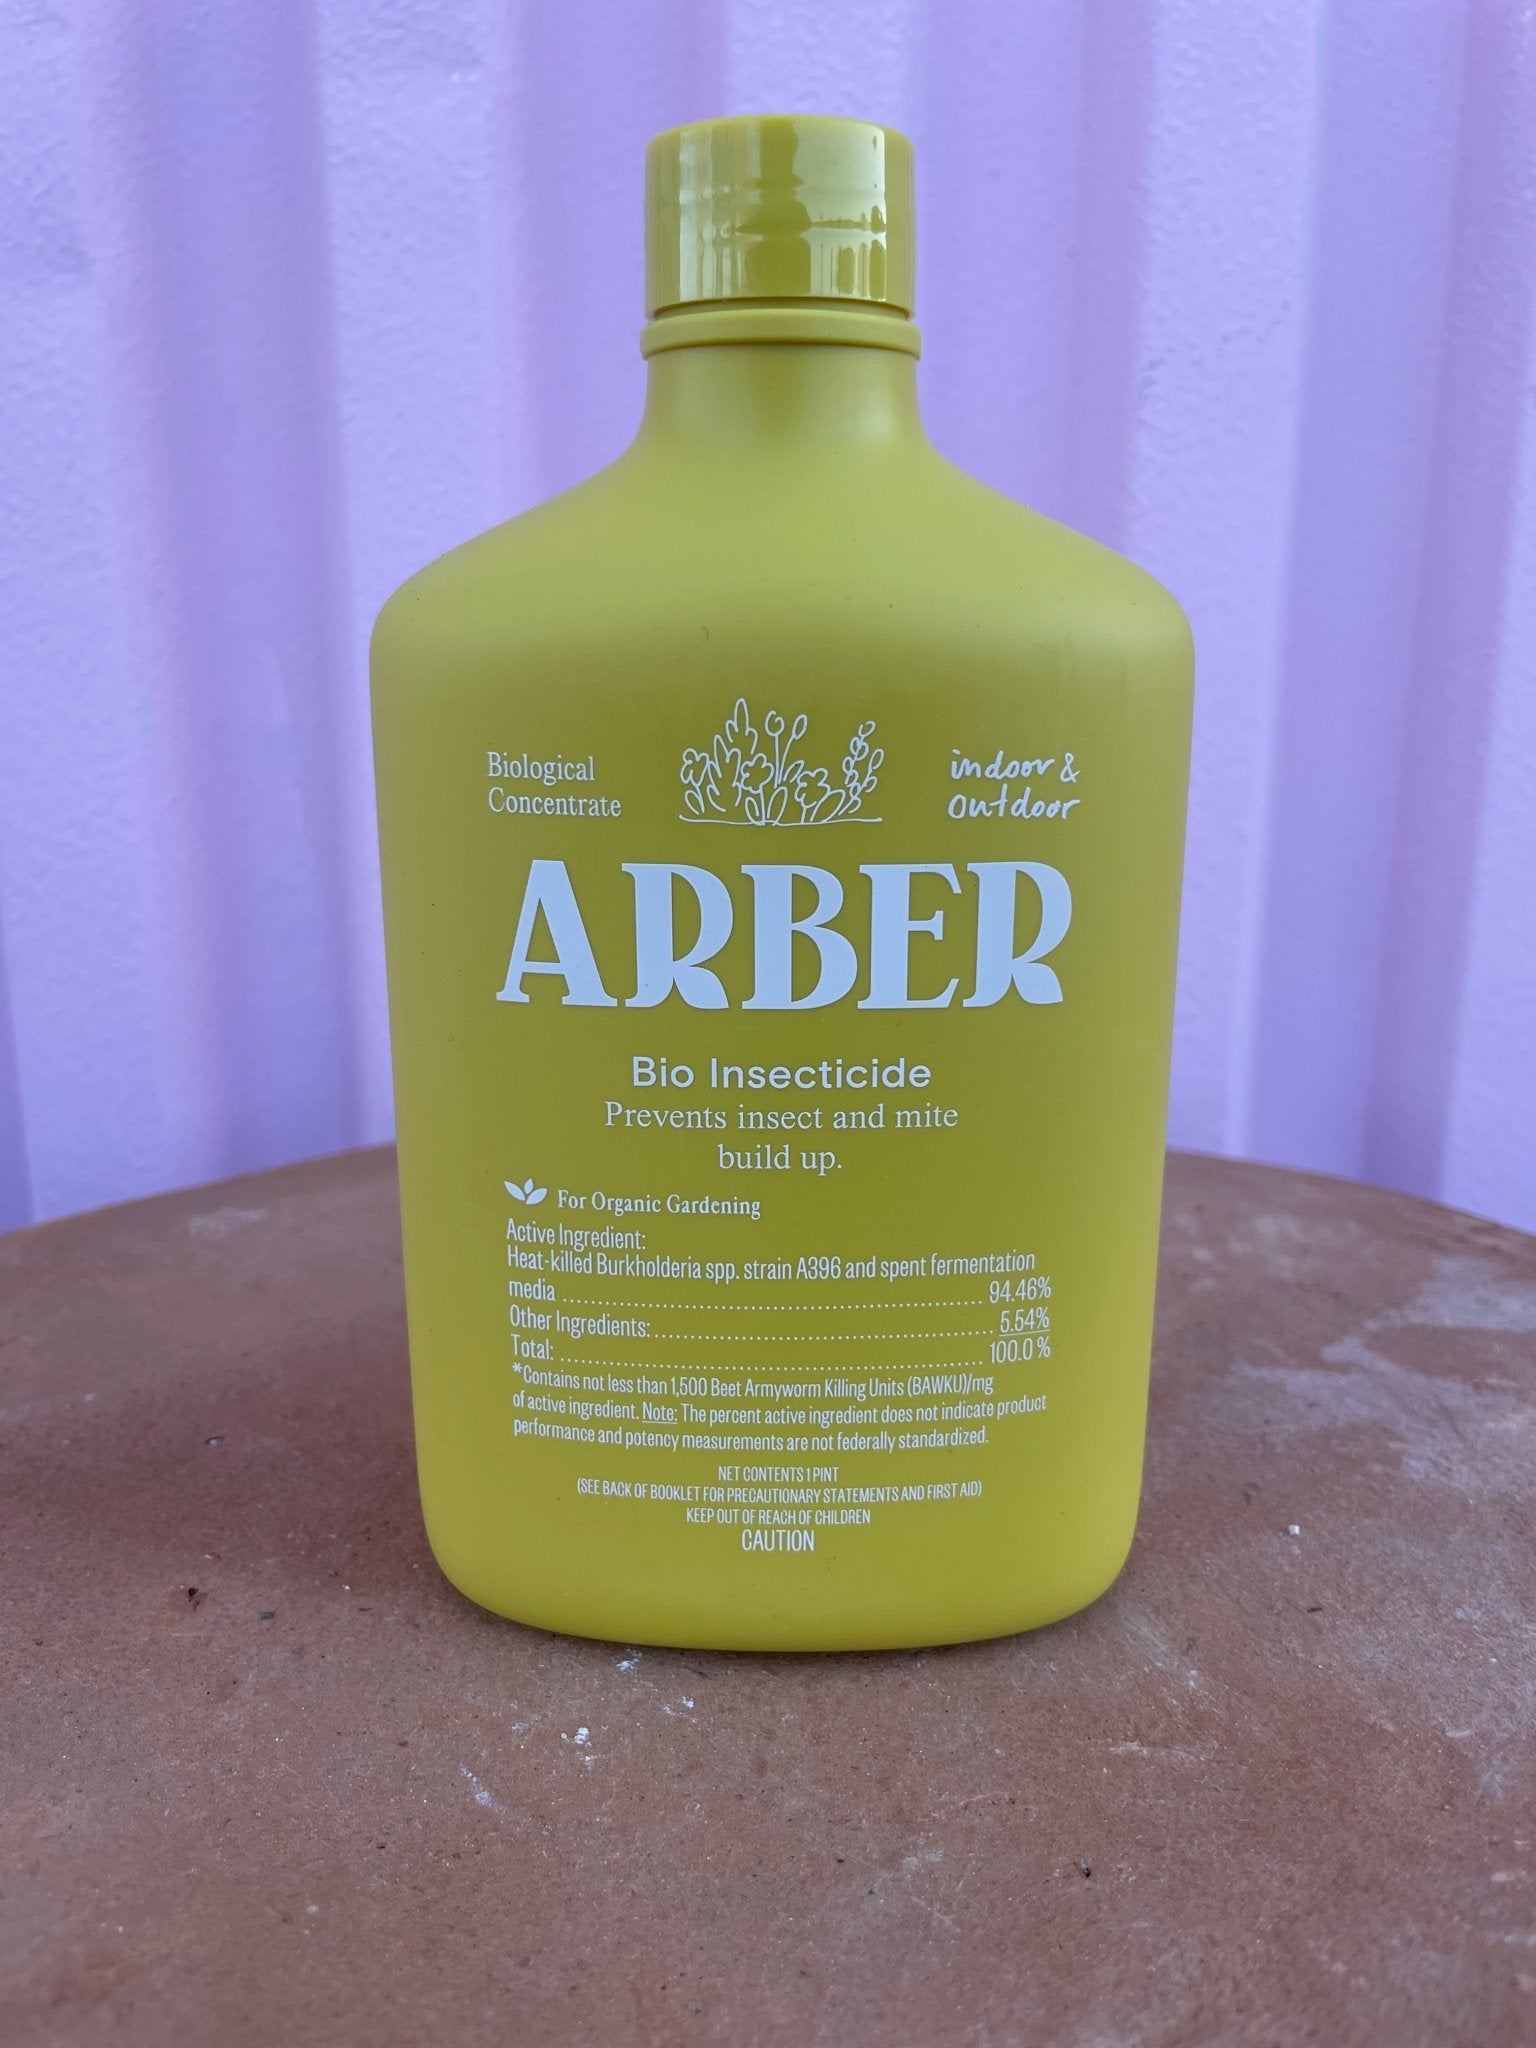 Biological
Concentrate
indoor &
outdoor
ARBER
Bio Insecticide
Prevents insect and mite
build up.
For Organic Gardening
Active Ingredient:
Heat-killed Burkholderia spp. strain A396 and spent fermentation
media ........................................................ 94.46%
Other Ingredients: ................................................ 5.54%
Total: ........................................................ 100.0 %
*Contains not less than 1,500 Beet Armyworm Killing Units (BAWKU)/mg
of active ingredient. Note: The percent active ingredient does not indicate product
performance and potency measurements are not federally standardized.
NET CONTENTS 1 PINT
(SEE BACK OF BOOKLET FOR PRECAUTIONARY STATEMENTS AND FIRST AID)
KEEP OUT OF REACH OF CHILDREN
CAUTION